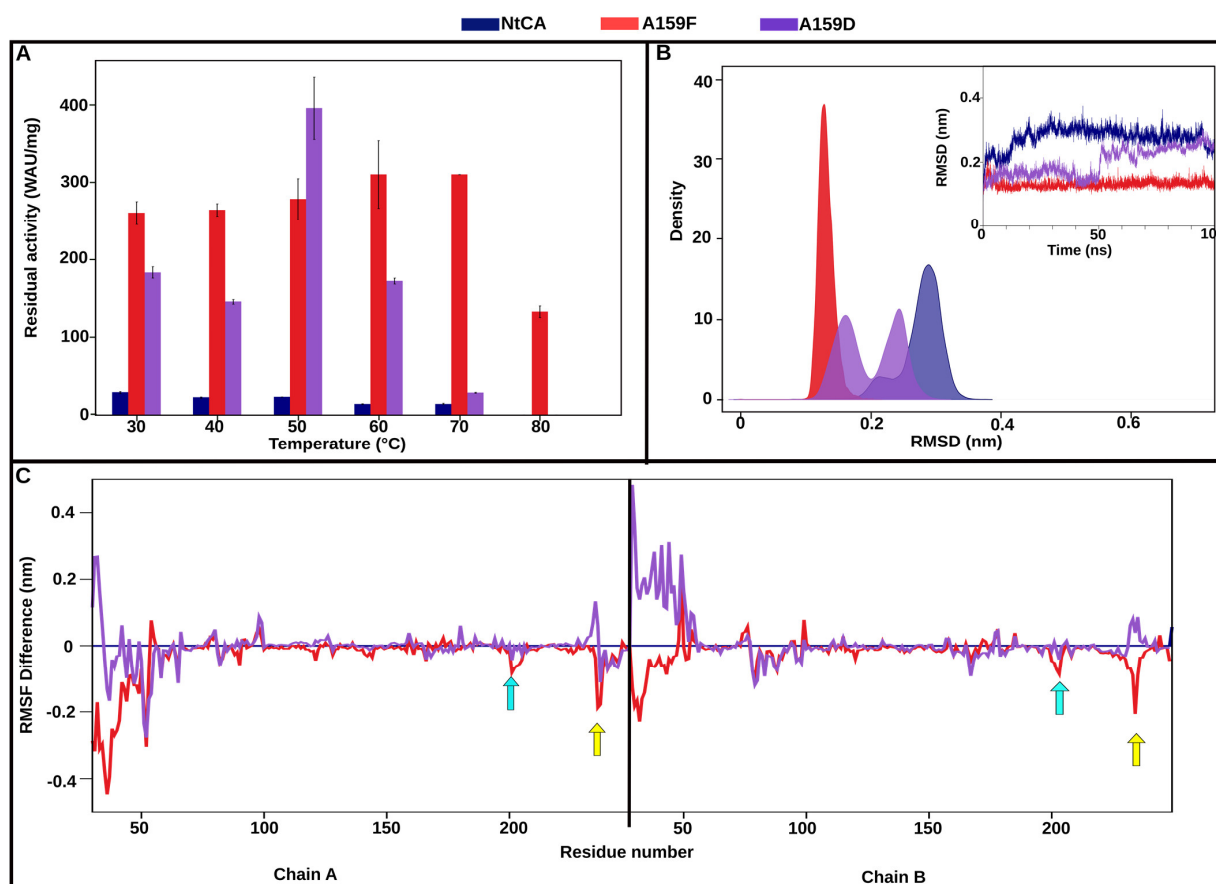 NtCA A159F A159D
A
Residual activity (WAU/mg)
400
300
200
100
0
30 40 50 60 70 80
Temperature (°C)
B
Density
40
30
20
10
0
0 0.2 0.4 0.6
RMSD (nm)
RMSD (nm)
0.4
0.2
0
0 50 10
Time (ns)
C
RMSF Difference (nm)
0.4
0.2
0
-0.2
-0.4
50 100 150 200 50 100 150 200
Residue number
Chain A Chain B